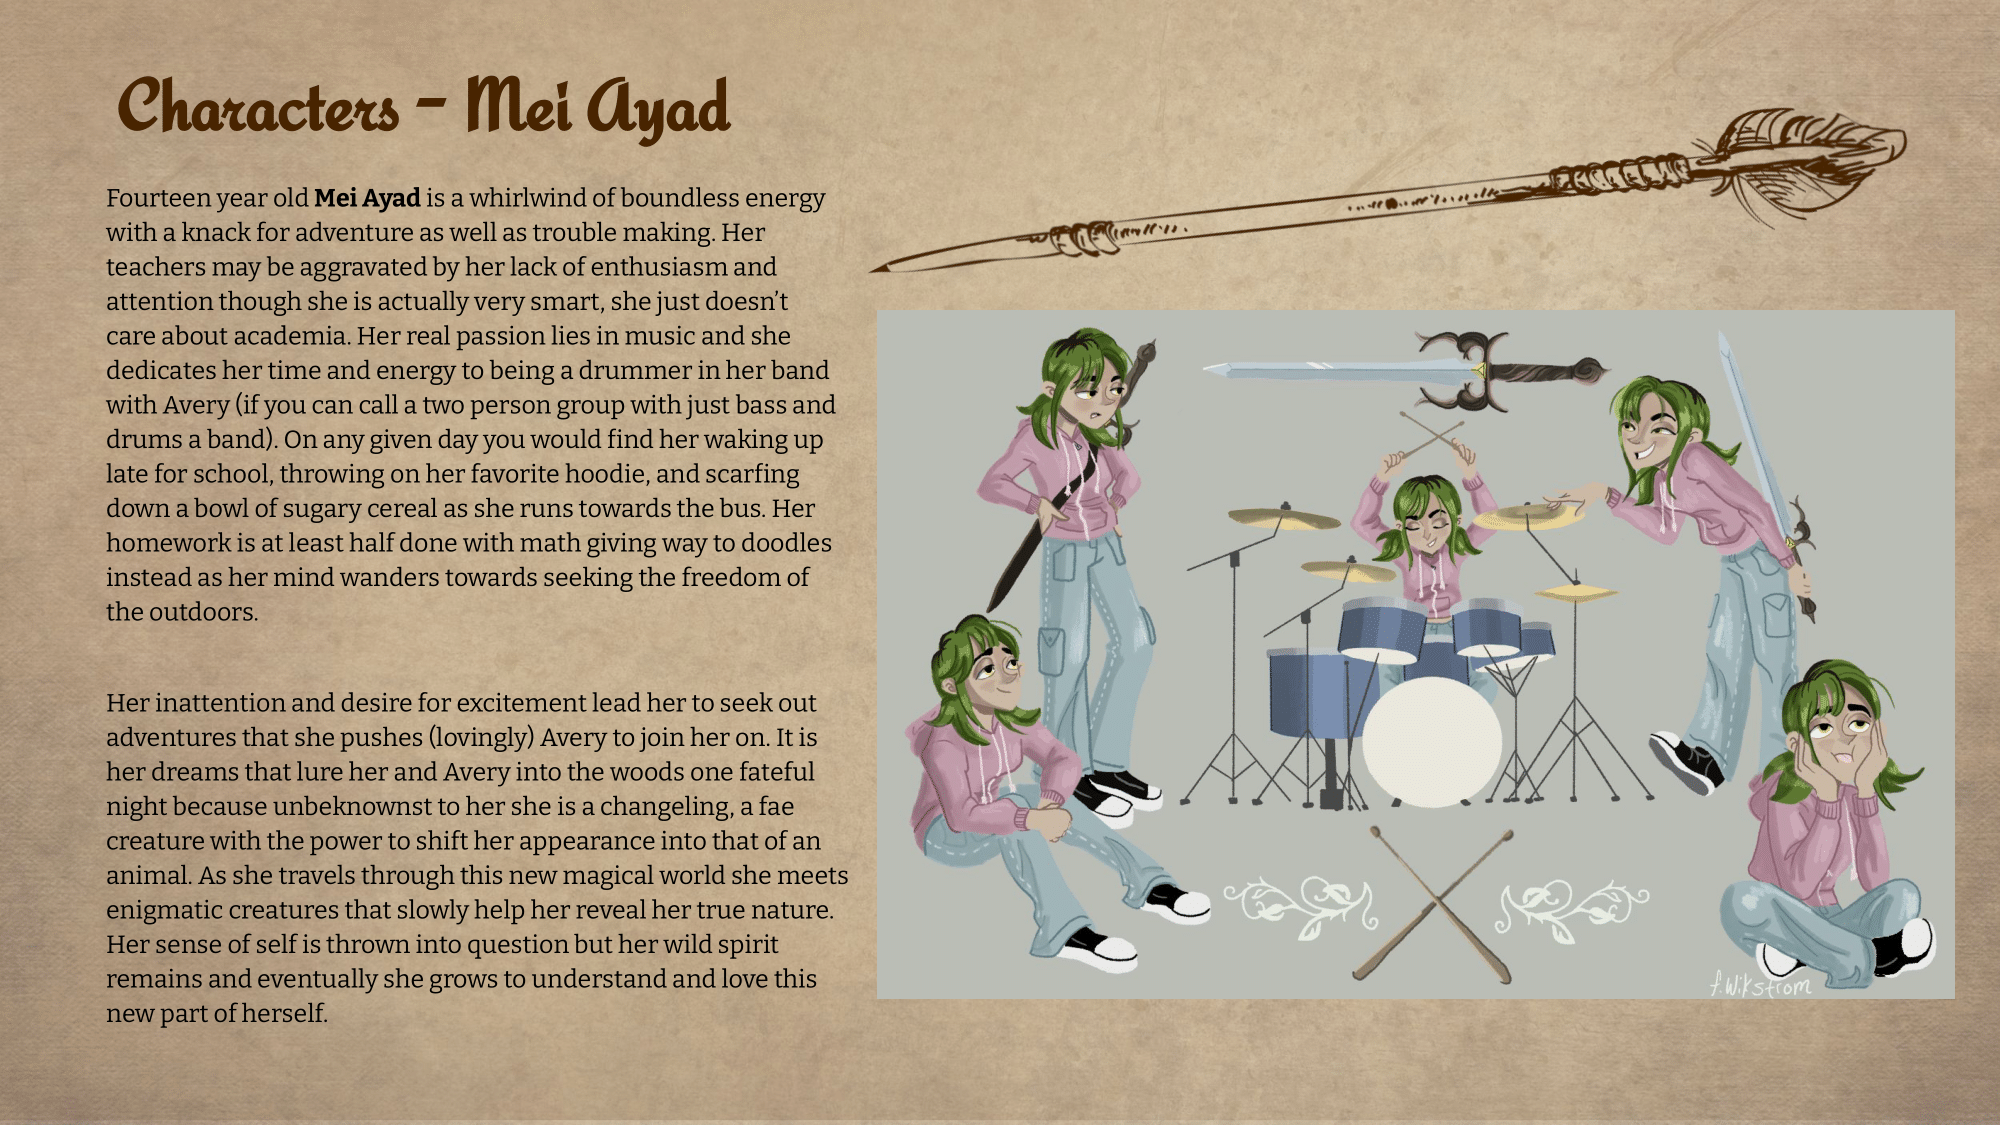 Characters - Mei Ayad
Fourteen year old Mei Ayad is a whirlwind of boundless energy
with a knack for adventure as well as trouble making. Her
teachers may be aggravated by her lack of enthusiasm and
attention though she is actually very smart, she just doesn’t
care about academia. Her real passion lies in music and she
dedicates her time and energy to being a drummer in her band
with Avery (if you can call a two person group with just bass and
drums a band). On any given day you would find her waking up
late for school, throwing on her favorite hoodie, and scarfing
down a bowl of sugary cereal as she runs towards the bus. Her
homework is at least half done with math giving way to doodles
instead as her mind wanders towards seeking the freedom of
the outdoors.
Her inattention and desire for excitement lead her to seek out
adventures that she pushes (lovingly) Avery to join her on. It is
her dreams that lure her and Avery into the woods one fateful
night because unbeknownst to her she is a changeling, a fae
creature with the power to shift her appearance into that of an
animal. As she travels through this new magical world she meets
enigmatic creatures that slowly help her reveal her true nature.
Her sense of self is thrown into question but her wild spirit
remains and eventually she grows to understand and love this
new part of herself.
f.Wikstrom